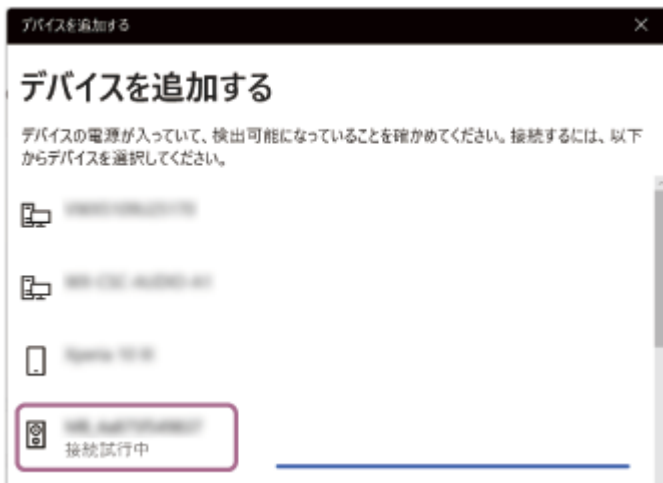 デバイスを追加する
デバイスを追加する
デバイスの電源が入っていて、検出可能になっていることを確かめてください。接続するには、以下
からデバイスを選択してください。
接続試行中